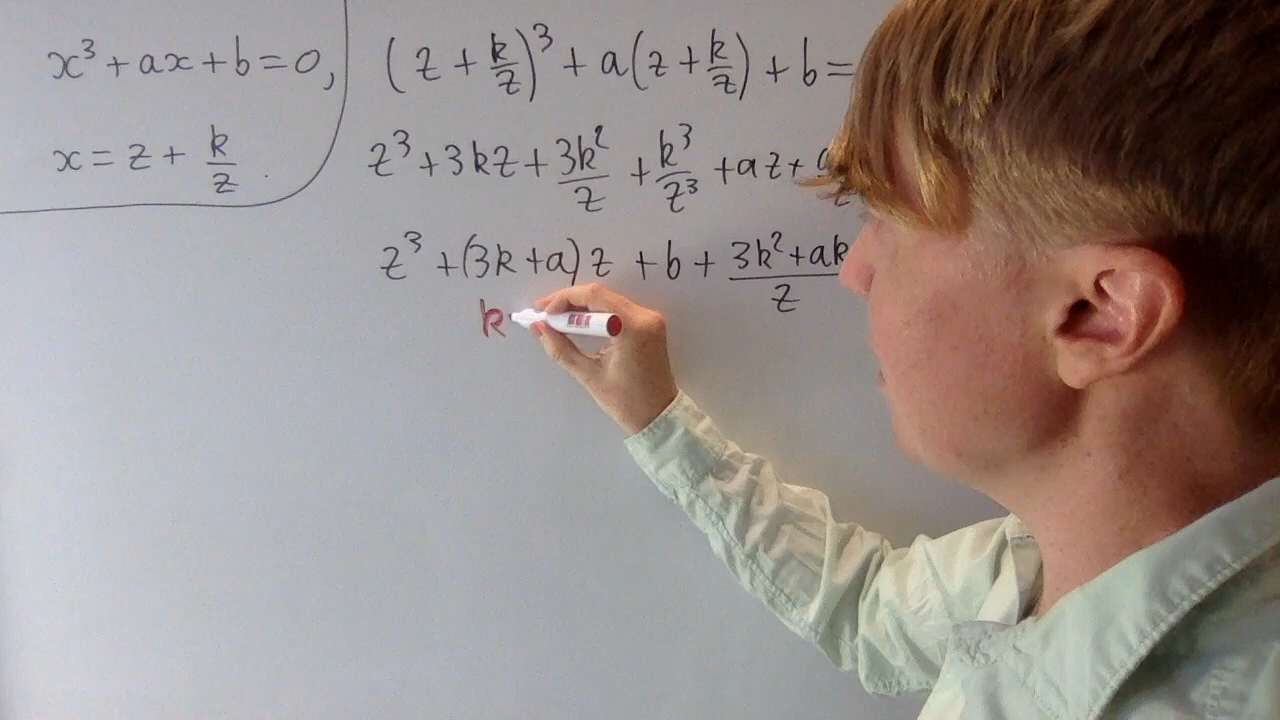 x³ + ax + b = 0,
x = z + k/z .
(z + k/z)³ + a(z + k/z) + b =
z³ + 3kz + 3k²/z + k³/z³ + az +
z³ + (3k + a)z + b + 3k² + ak/z
k